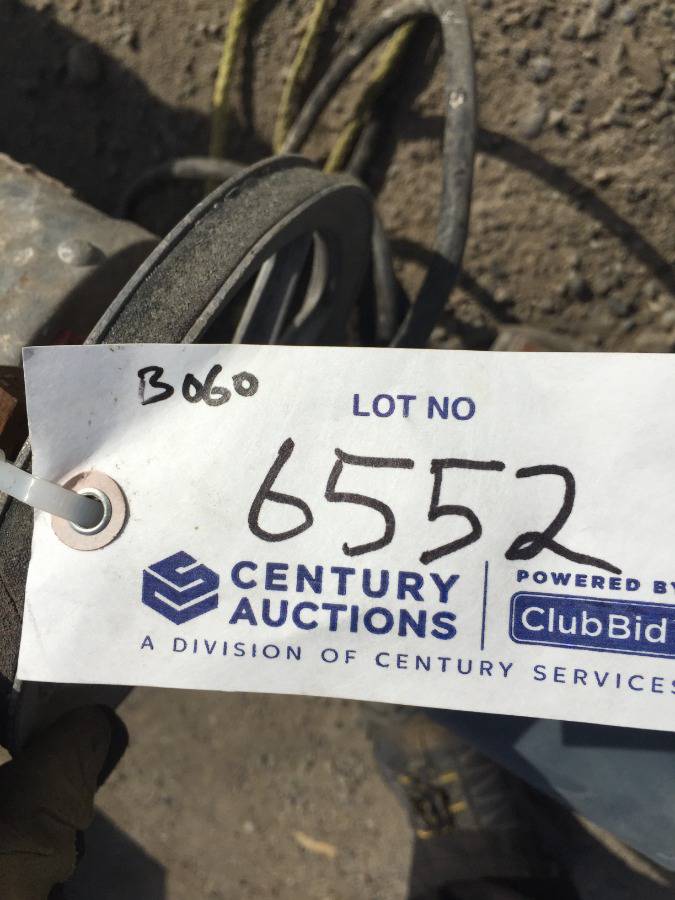 B060
LOT NO
6552
CENTURY
AUCTIONS
POWERED BY
ClubBid
A DIVISION OF CENTURY SERVICES